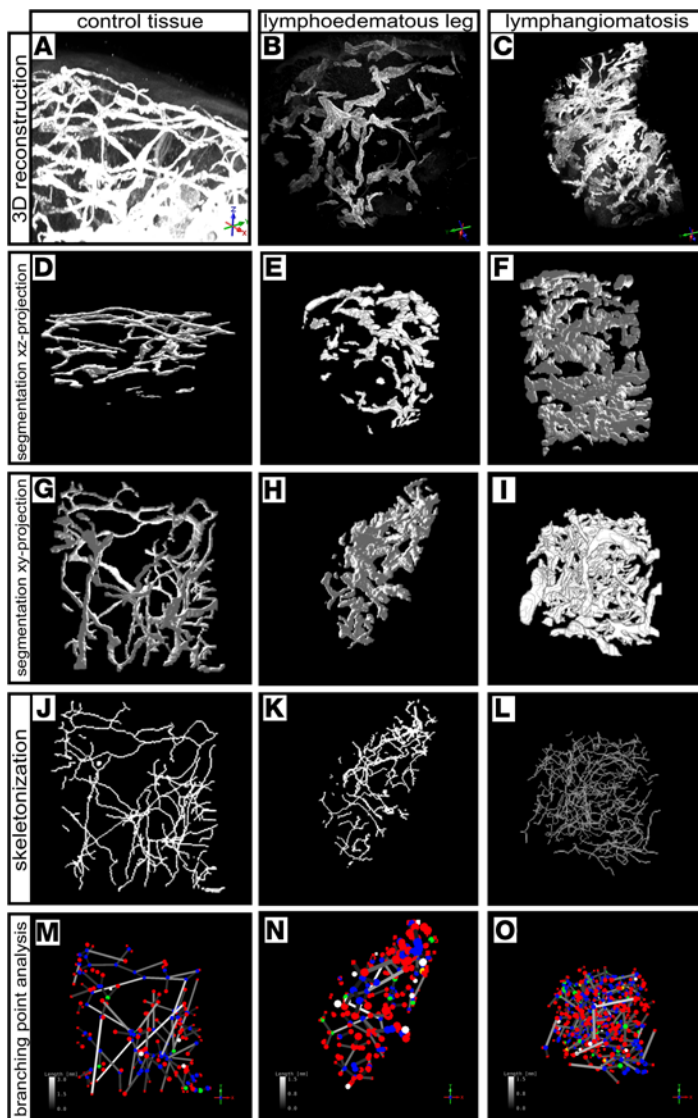 control tissue
lymphoedematous leg
lymphangiomatosis
3D reconstruction
A
B
C
segmentation xz-projection
D
E
F
segmentation xy-projection
G
H
I
skeletonization
J
K
L
branching point analysis
M
N
O